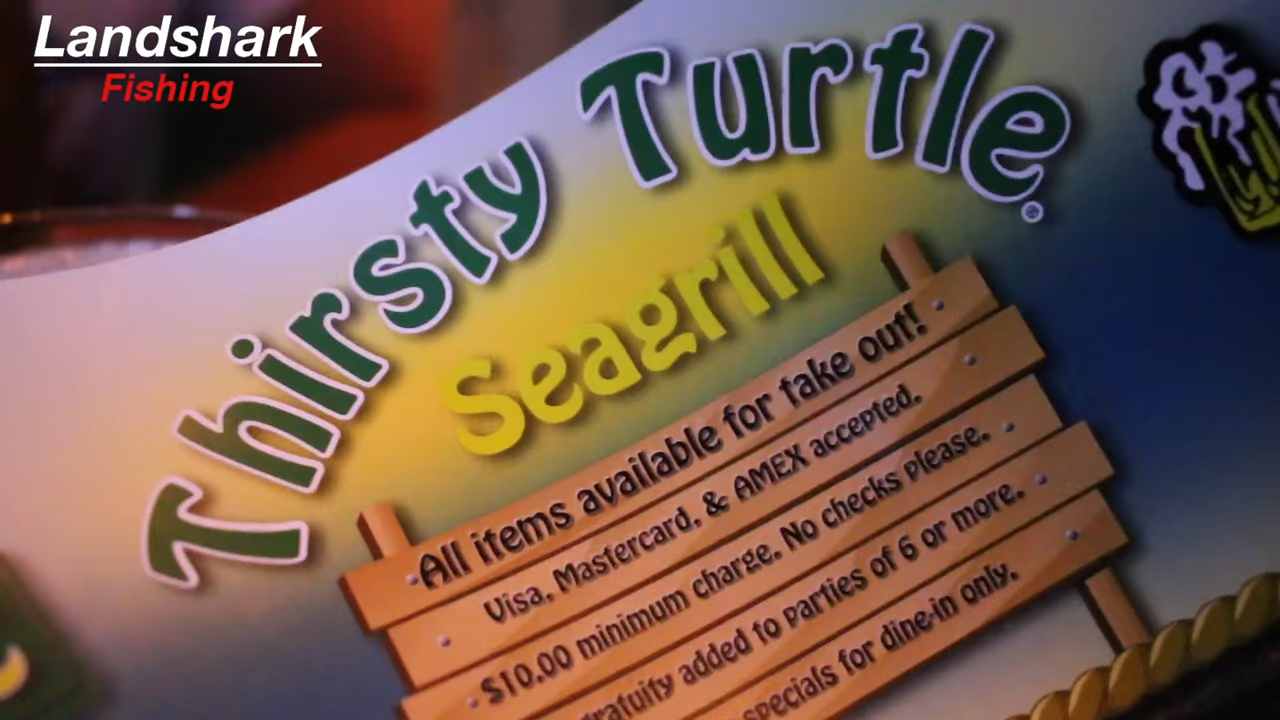 Landshark
Fishing
Thirsty Turtle
Seagrill
All items available for take out!
Visa, Mastercard, & AMEX accepted.
$10.00 minimum charge. No checks please.
added to parties of 6 or more.
specials for dine-in only.